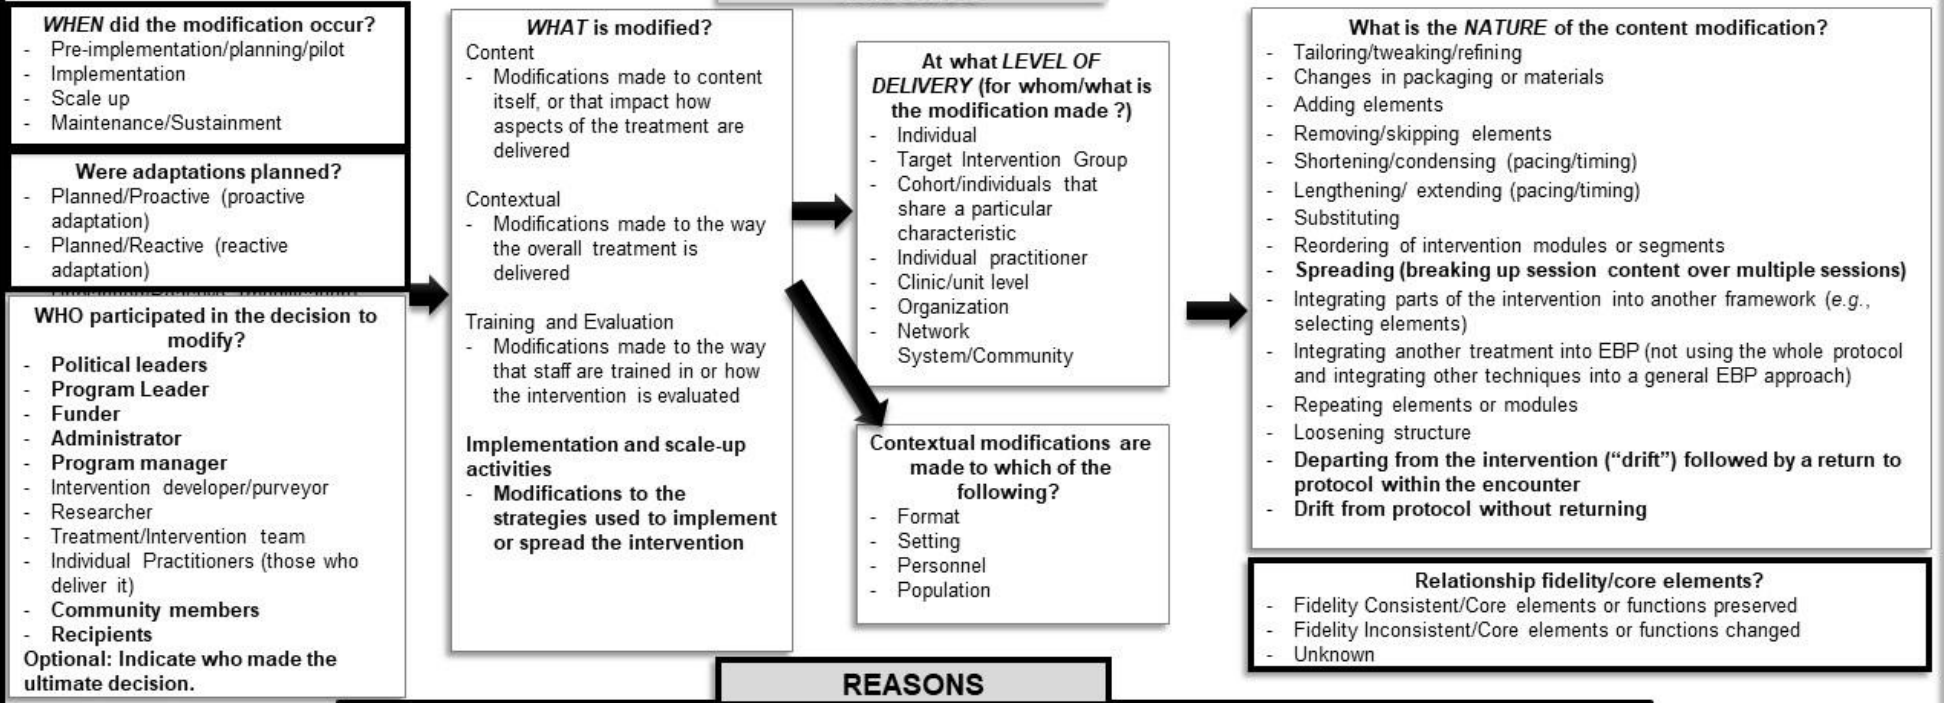 WHEN did the modification occur?
- Pre-implementation/planning/pilot
- Implementation
- Scale up
- Maintenance/Sustainment
Were adaptations planned?
- Planned/Proactive (proactive
adaptation)
- Planned/Reactive (reactive
adaptation)
WHO participated in the decision to
modify?
- Political leaders
- Program Leader
- Funder
- Administrator
- Program manager
- Intervention developer/purveyor
- Researcher
- Treatment/Intervention team
- Individual Practitioners (those who
deliver it)
- Community members
- Recipients
Optional: Indicate who made the
ultimate decision.
WHAT is modified?
Content
- Modifications made to content
itself, or that impact how
aspects of the treatment are
delivered
Contextual
- Modifications made to the way
the overall treatment is
delivered
Training and Evaluation
- Modifications made to the way
that staff are trained in or how
the intervention is evaluated
Implementation and scale-up
activities
- Modifications to the
strategies used to implement
or spread the intervention
At what LEVEL OF
DELIVERY (for whom/what is
the modification made ?)
- Individual
- Target Intervention Group
- Cohort/individuals that
share a particular
characteristic
- Individual practitioner
- Clinic/unit level
- Organization
- Network
System/Community
Contextual modifications are
made to which of the
following?
- Format
- Setting
- Personnel
- Population
What is the NATURE of the content modification?
- Tailoring/tweaking/refining
- Changes in packaging or materials
- Adding elements
- Removing/skipping elements
- Shortening/condensing (pacing/timing)
- Lengthening/ extending (pacing/timing)
- Substituting
- Reordering of intervention modules or segments
- Spreading (breaking up session content over multiple sessions)
- Integrating parts of the intervention into another framework (e.g.,
selecting elements)
- Integrating another treatment into EBP (not using the whole protocol
and integrating other techniques into a general EBP approach)
- Repeating elements or modules
- Loosening structure
- Departing from the intervention (“drift”) followed by a return to
protocol within the encounter
- Drift from protocol without returning
Relationship fidelity/core elements?
- Fidelity Consistent/Core elements or functions preserved
- Fidelity Inconsistent/Core elements or functions changed
- Unknown
REASONS